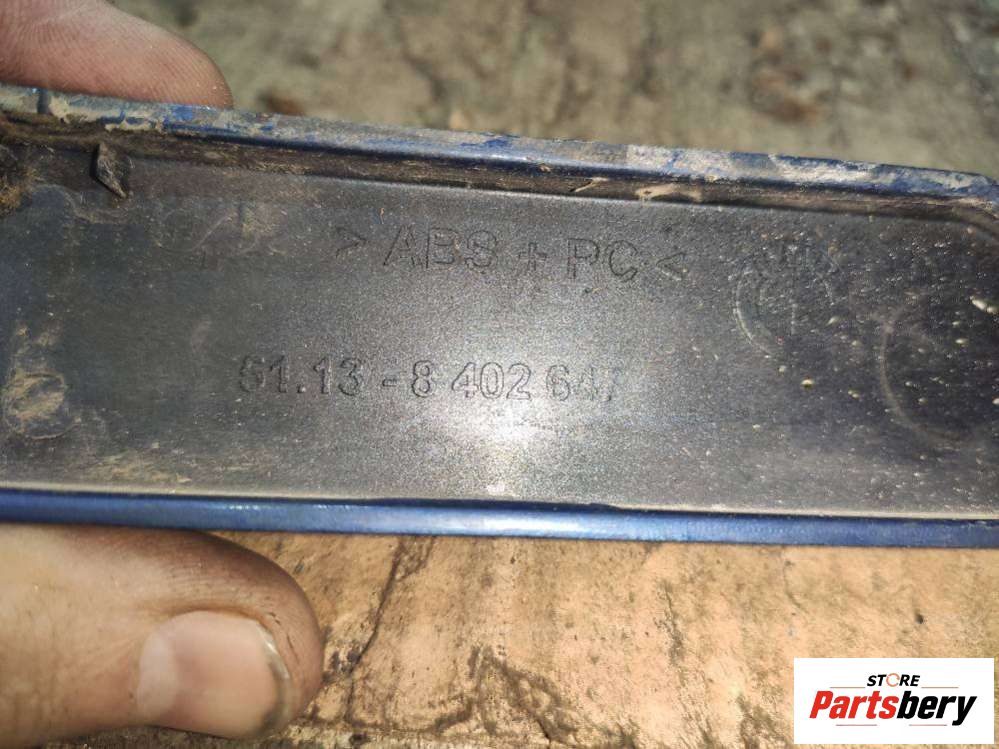 > ABS + PC <
51.13 - 8 402 647
STORE
Partsbery